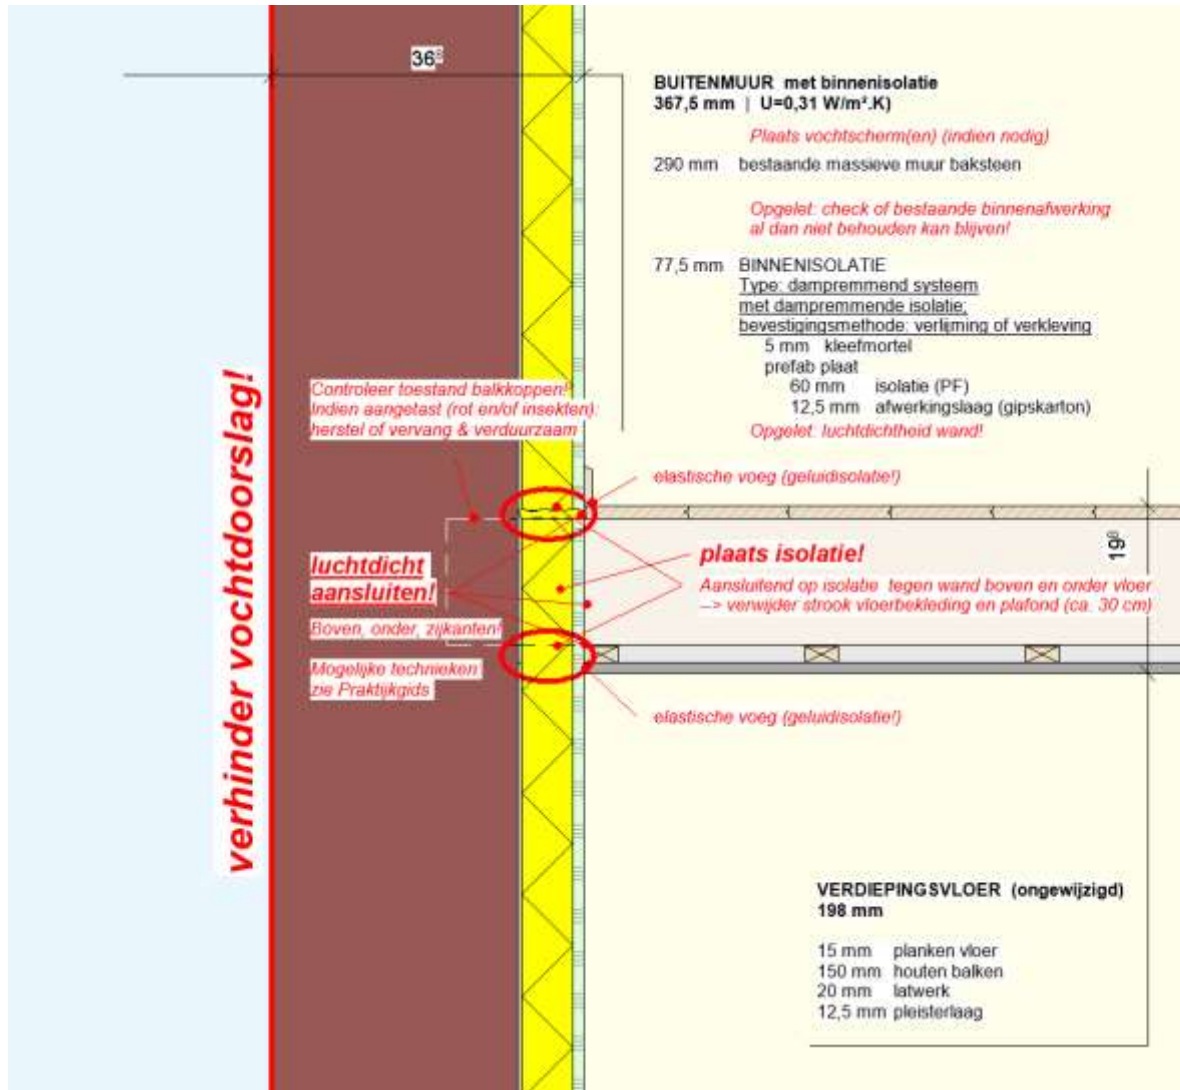 36⁸
BUITENMUUR met binnenisolatie
367,5 mm | U=0,31 W/m².K)
Plaats vochtscherm(en) (indien nodig)
290 mm bestaande massieve muur baksteen
Opgelet: check of bestaande binnenafwerking
al dan niet behouden kan blijven!
77,5 mm BINNENISOLATIE
Type: dampremmend systeem
met dampremmende isolatie;
bevestigingsmethode: verlijming of verkleving
5 mm kleefmortel
prefab plaat
60 mm isolatie (PF)
12,5 mm afwerkingslaag (gipskarton)
Opgelet: luchtdichtheid wand!
verhinder vochtdoorslag!
Controleer toestand balkkoppen!
Indien aangetast (rot en/of insekten):
herstel of vervang & verduurzaam
elastische voeg (geluidisolatie!)
19⁸
luchtdicht
aansluiten!
Boven, onder, zijkanten!
Mogelijke technieken
zie Praktijkgids
plaats isolatie!
Aansluitend op isolatie tegen wand boven en onder vloer
--> verwijder strook vloerbekleding en plafond (ca. 30 cm)
elastische voeg (geluidisolatie!)
VERDIEPINGSVLOER (ongewijzigd)
198 mm
15 mm planken vloer
150 mm houten balken
20 mm latwerk
12,5 mm pleisterlaag